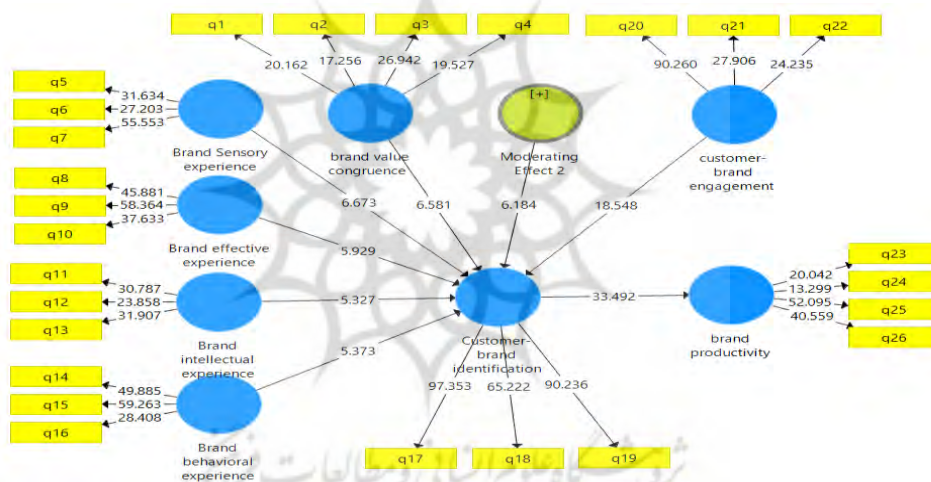 q1
q2
q3
q4
q20
q21
q22
20.162
17.256
26.942
19.527
90.260
27.906
24.235
q5
q6
q7
31.634
27.203
55.553
Brand Sensory
experience
brand value
congruence
[+]
Moderating
Effect 2
customer-
brand
engagement
q8
q9
q10
45.881
58.364
37.633
Brand effective
experience
6.673
6.581
6.184
18.548
5.929
q11
q12
q13
30.787
23.858
31.907
Brand
intellectual
experience
5.327
5.373
Customer-
brand
identification
33.492
brand
productivity
q23
q24
q25
q26
20.042
13.299
52.095
40.559
q14
q15
q16
49.885
59.263
28.408
Brand
behavioral
experience
97.353
65.222
90.236
q17
q18
q19
پژوهشگاه علوم انسانی و مطالعات فرهنگی